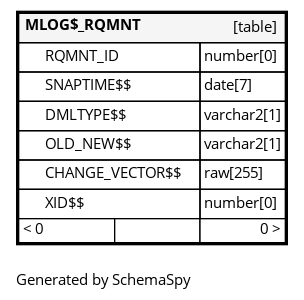 MLOG$_RQMNT [table]
RQMNT_ID number[0]
SNAPTIME$$ date[7]
DMLTYPE$$ varchar2[1]
OLD_NEW$$ varchar2[1]
CHANGE_VECTOR$$ raw[255]
XID$$ number[0]
< 0 0 >
Generated by SchemaSpy